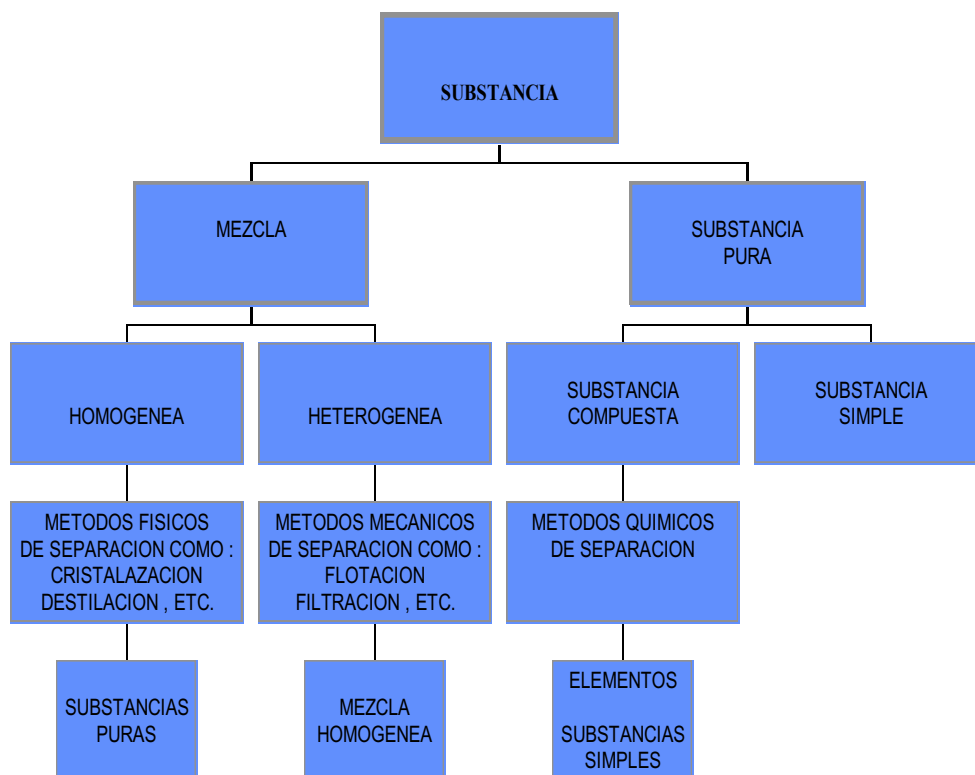 SUBSTANCIA
MEZCLA
SUBSTANCIA
PURA
HOMOGENEA
HETEROGENEA
SUBSTANCIA
COMPUESTA
SUBSTANCIA
SIMPLE
METODOS FISICOS
DE SEPARACION COMO :
CRISTALAZACION
DESTILACION , ETC.
METODOS MECANICOS
DE SEPARACION COMO :
FLOTACION
FILTRACION , ETC.
METODOS QUIMICOS
DE SEPARACION
SUBSTANCIAS
PURAS
MEZCLA
HOMOGENEA
ELEMENTOS
SUBSTANCIAS
SIMPLES